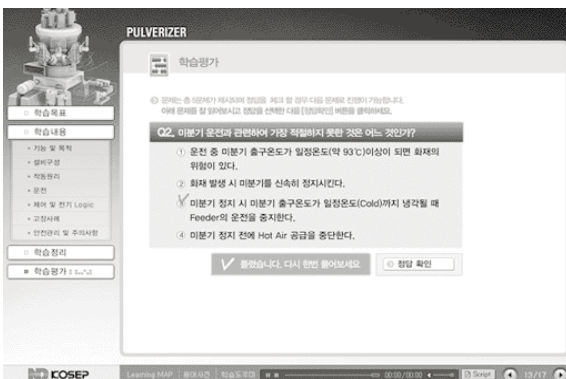 PULVERIZER
학습평가
문제는 총 5문제가 제시되며 정답을 체크 할 경우 다음 문제로 진행이 가능합니다.
아래 문제를 잘 읽어보시고 정답을 선택한 다음 [정답확인] 버튼을 클릭하세요.
Q2. 미분기 운전과 관련하여 가장 적절하지 못한 것은 어느 것인가?
① 운전 중 미분기 출구온도가 일정온도(약 93℃)이상이 되면 화재의
위험이 있다.
② 화재 발생 시 미분기를 신속히 정지시킨다.
미분기 정지 시 미분기 출구온도가 일정온도(Cold)까지 냉각될 때
Feeder의 운전을 중지한다.
④ 미분기 정지 전에 Hot Air 공급을 중단한다.
틀렸습니다. 다시 한번 풀어보세요
정답 확인
학습목표
학습내용
기능 및 목적
설비구성
작동원리
운전
제어 및 전기 Logic
고장사례
안전관리 및 주의사항
학습정리
학습평가
KOSEP
Learning MAP
용어사전
학습도우미
00:00/00:00
Script
13/17